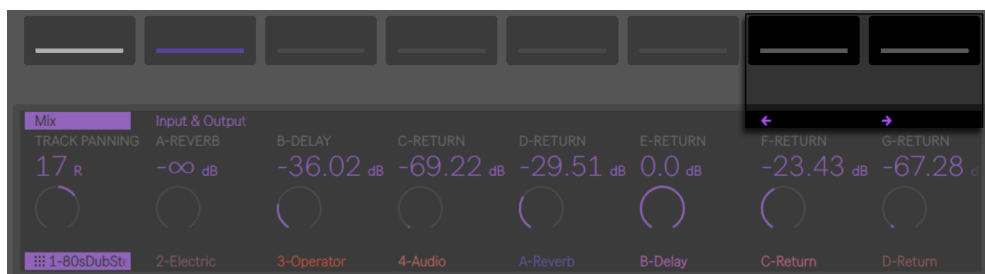 Mix Input & Output ← →
TRACK PANNING A-REVERB B-DELAY C-RETURN D-RETURN E-RETURN F-RETURN G-RETURN
17 R -∞ dB -36.02 dB -69.22 dB -29.51 dB 0.0 dB -23.43 dB -67.28 d
1-80sDubSt 2-Electric 3-Operator 4-Audio A-Reverb B-Delay C-Return D-Return